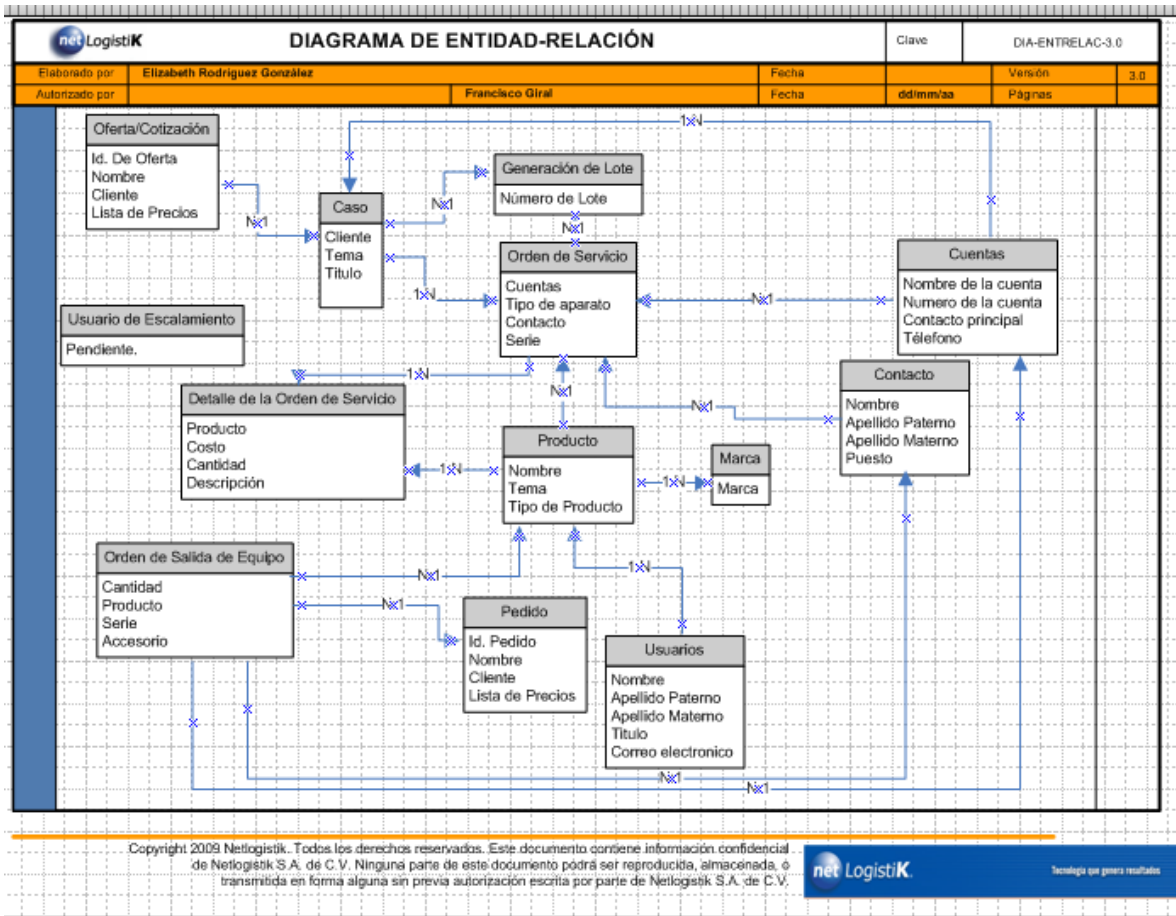 net LogistiK
DIAGRAMA DE ENTIDAD-RELACIÓN
Clave
DIA-ENTRELAC-3.0
Elaborado por
Elizabeth Rodriguez González
Fecha
Versión
3.0
Autorizado por
Francisco Giral
Fecha
dd/mm/aa
Páginas
Oferta/Cotización
Id. De Oferta
Nombre
Cliente
Lista de Precios
1:N
Generación de Lote
Número de Lote
Caso
Cliente
Tema
Titulo
N:1
N:1
N:1
Orden de Servicio
Cuentas
Tipo de aparato
Contacto
Serie
Cuentas
Nombre de la cuenta
Numero de la cuenta
Contacto principal
Télefono
1:N
N:1
Usuario de Escalamiento
Pendiente.
1:N
Contacto
Nombre
Apellido Paterno
Apellido Materno
Puesto
Detalle de la Orden de Servicio
Producto
Costo
Cantidad
Descripción
N:1
N:1
Producto
Nombre
Tema
Tipo de Producto
1:N
1:N
Marca
Marca
Orden de Salida de Equipo
Cantidad
Producto
Serie
Accesorio
N:1
N:1
1:N
Pedido
Id. Pedido
Nombre
Cliente
Lista de Precios
Usuarios
Nombre
Apellido Paterno
Apellido Materno
Titulo
Correo electronico
N:1
N:1
Copyright 2009 Netlogistik. Todos los derechos reservados. Este documento contiene información confidencial
de Netlogistik S.A. de C.V. Ninguna parte de este documento podrá ser reproducida, almacenada, o
transmitida en forma alguna sin previa autorización escrita por parte de Netlogistik S.A. de C.V.
net LogistiK.
Tecnología que genera resultados